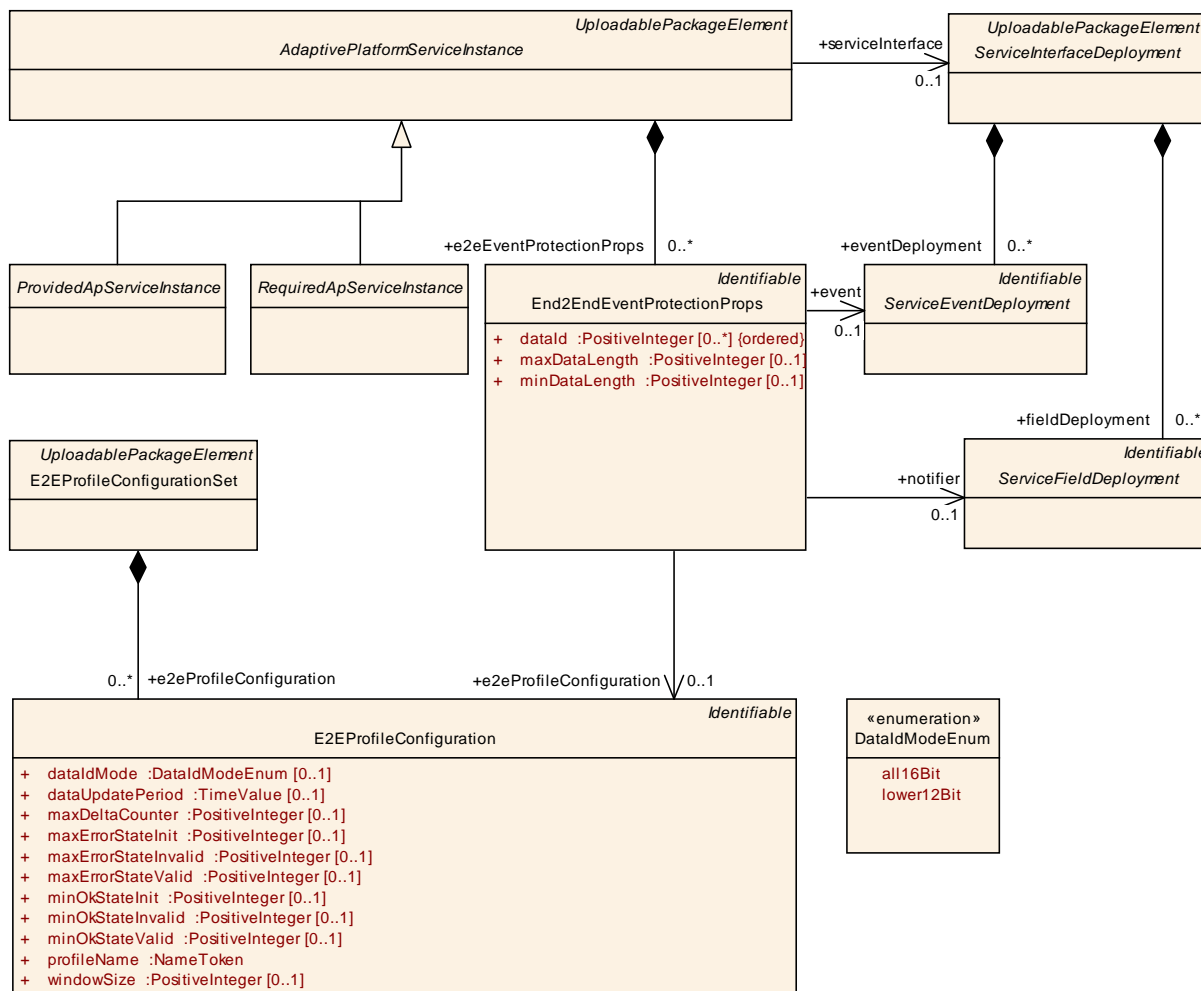 UploadablePackageElement
AdaptivePlatformServiceInstance
+serviceInterface
0..1
UploadablePackageElement
ServiceInterfaceDeployment
+e2eEventProtectionProps
0..*
+eventDeployment
0..*
ProvidedApServiceInstance
RequiredApServiceInstance
Identifiable
End2EndEventProtectionProps
+ dataId :PositiveInteger [0..*] {ordered}
+ maxDataLength :PositiveInteger [0..1]
+ minDataLength :PositiveInteger [0..1]
+event
0..1
Identifiable
ServiceEventDeployment
+fieldDeployment
0..*
UploadablePackageElement
E2EProfileConfigurationSet
+notifier
0..1
Identifiable
ServiceFieldDeployment
0..*
+e2eProfileConfiguration
+e2eProfileConfiguration
0..1
Identifiable
E2EProfileConfiguration
+ dataIdMode :DataIdModeEnum [0..1]
+ dataUpdatePeriod :TimeValue [0..1]
+ maxDeltaCounter :PositiveInteger [0..1]
+ maxErrorStateInit :PositiveInteger [0..1]
+ maxErrorStateInvalid :PositiveInteger [0..1]
+ maxErrorStateValid :PositiveInteger [0..1]
+ minOkStateInit :PositiveInteger [0..1]
+ minOkStateInvalid :PositiveInteger [0..1]
+ minOkStateValid :PositiveInteger [0..1]
+ profileName :NameToken
+ windowSize :PositiveInteger [0..1]
«enumeration»
DataIdModeEnum
all16Bit
lower12Bit